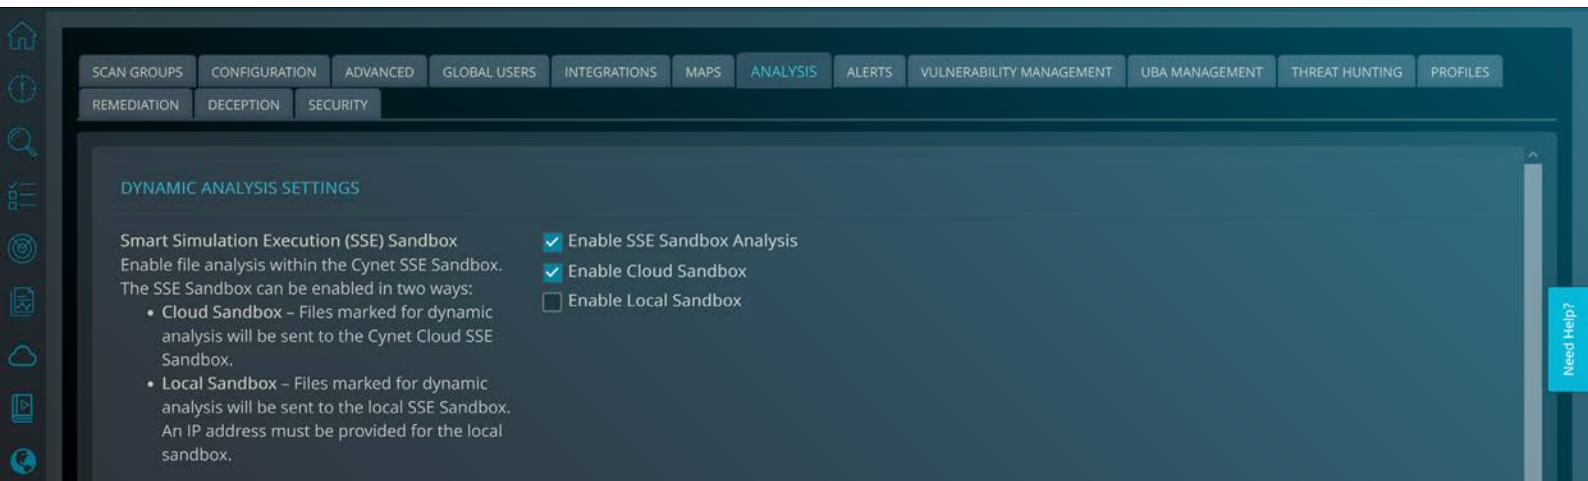 SCAN GROUPS CONFIGURATION ADVANCED GLOBAL USERS INTEGRATIONS MAPS ANALYSIS ALERTS VULNERABILITY MANAGEMENT UBA MANAGEMENT THREAT HUNTING PROFILES
REMEDIATION DECEPTION SECURITY
DYNAMIC ANALYSIS SETTINGS
Smart Simulation Execution (SSE) Sandbox
Enable file analysis within the Cynet SSE Sandbox.
The SSE Sandbox can be enabled in two ways:
• Cloud Sandbox – Files marked for dynamic
analysis will be sent to the Cynet Cloud SSE
Sandbox.
• Local Sandbox – Files marked for dynamic
analysis will be sent to the local SSE Sandbox.
An IP address must be provided for the local
sandbox.
Enable SSE Sandbox Analysis
Enable Cloud Sandbox
Enable Local Sandbox
Need Help?